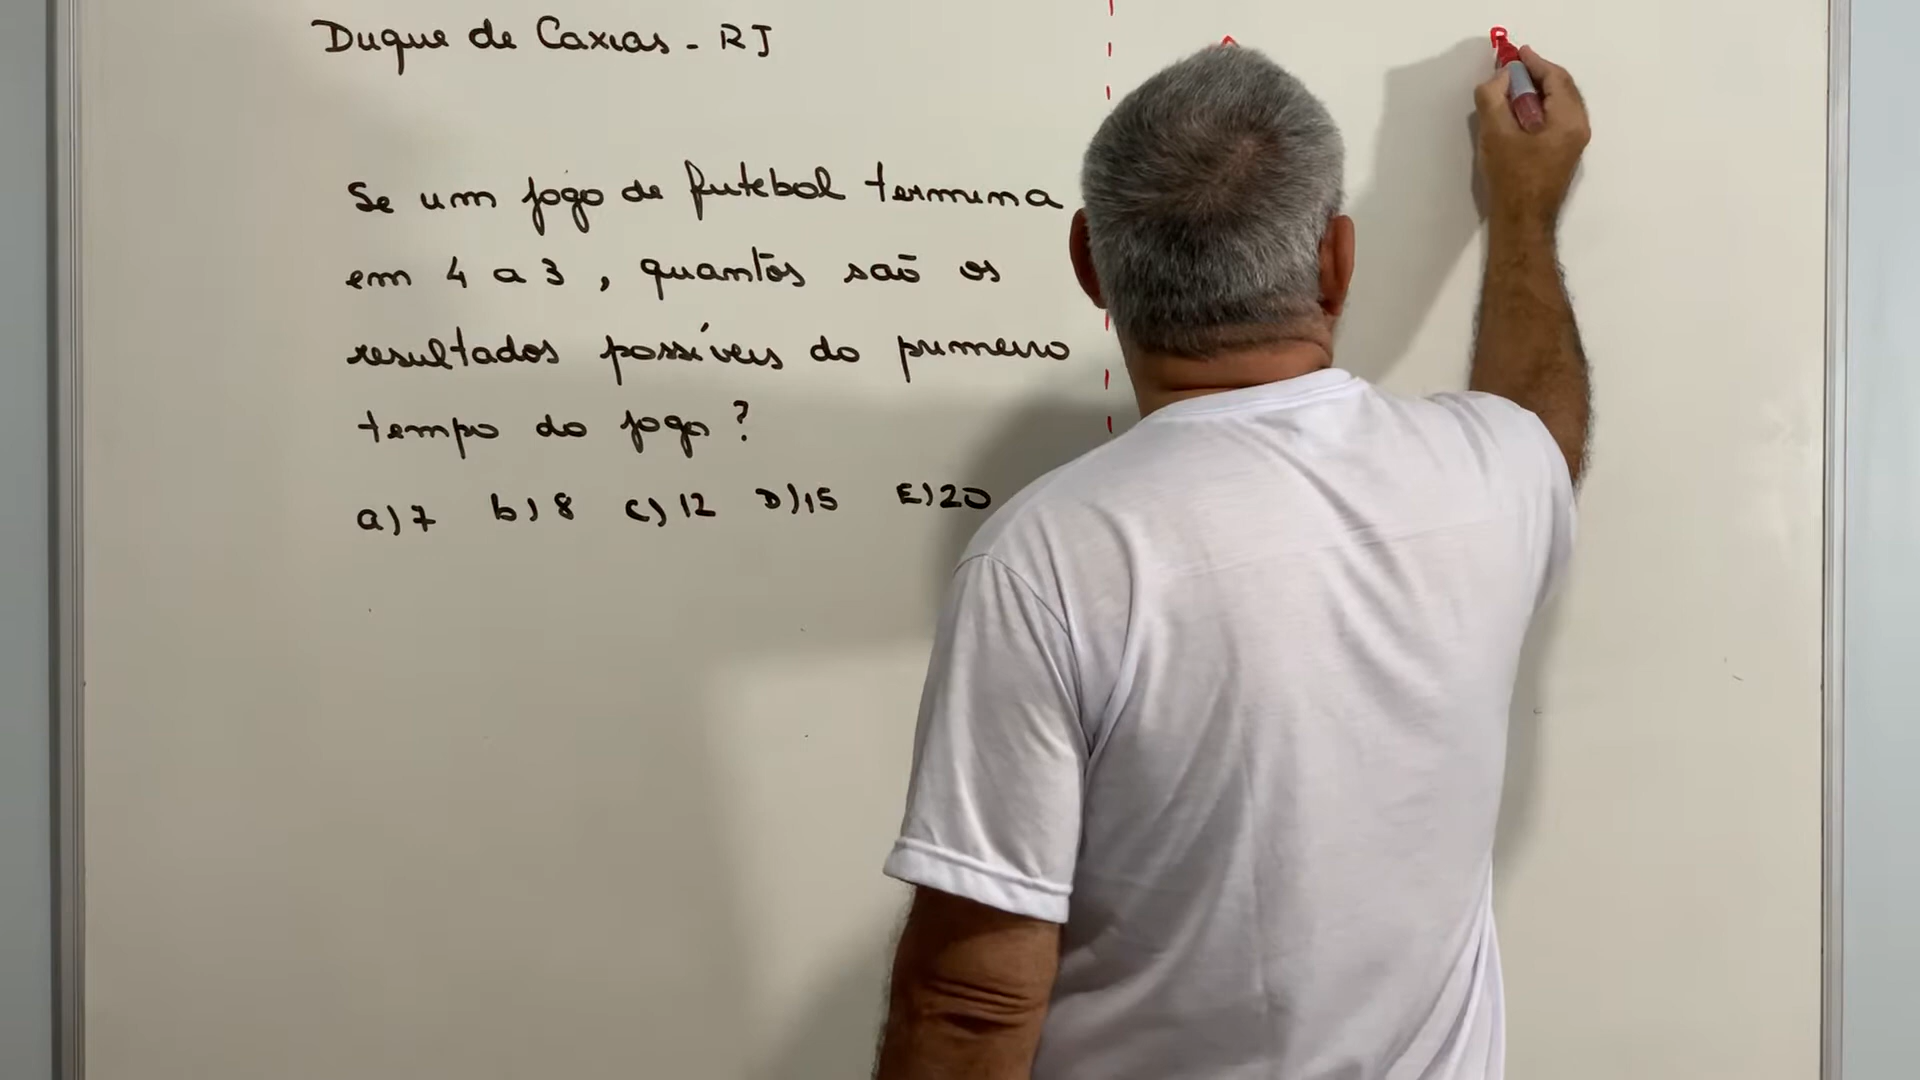 Duque de Caxias - RJ
Se um jogo de futebol termina
em 4 a 3, quantos são os
resultados possíveis do primeiro
tempo do jogo?
a) 7 b) 8 c) 12 D) 15 E) 20